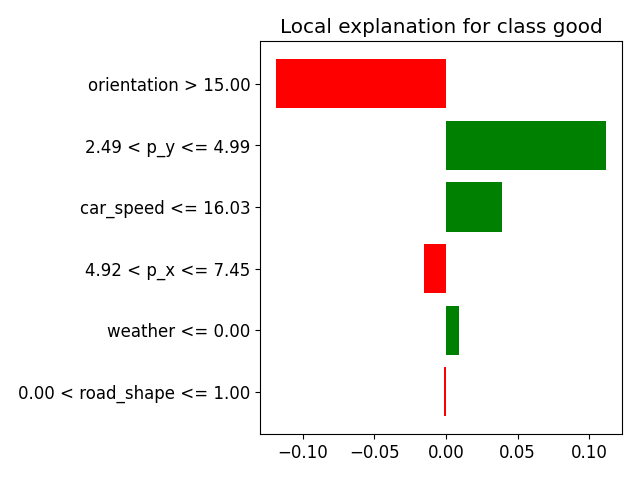 Local explanation for class good
orientation > 15.00
2.49 < p_y <= 4.99
car_speed <= 16.03
4.92 < p_x <= 7.45
weather <= 0.00
0.00 < road_shape <= 1.00
−0.10 −0.05 0.00 0.05 0.10